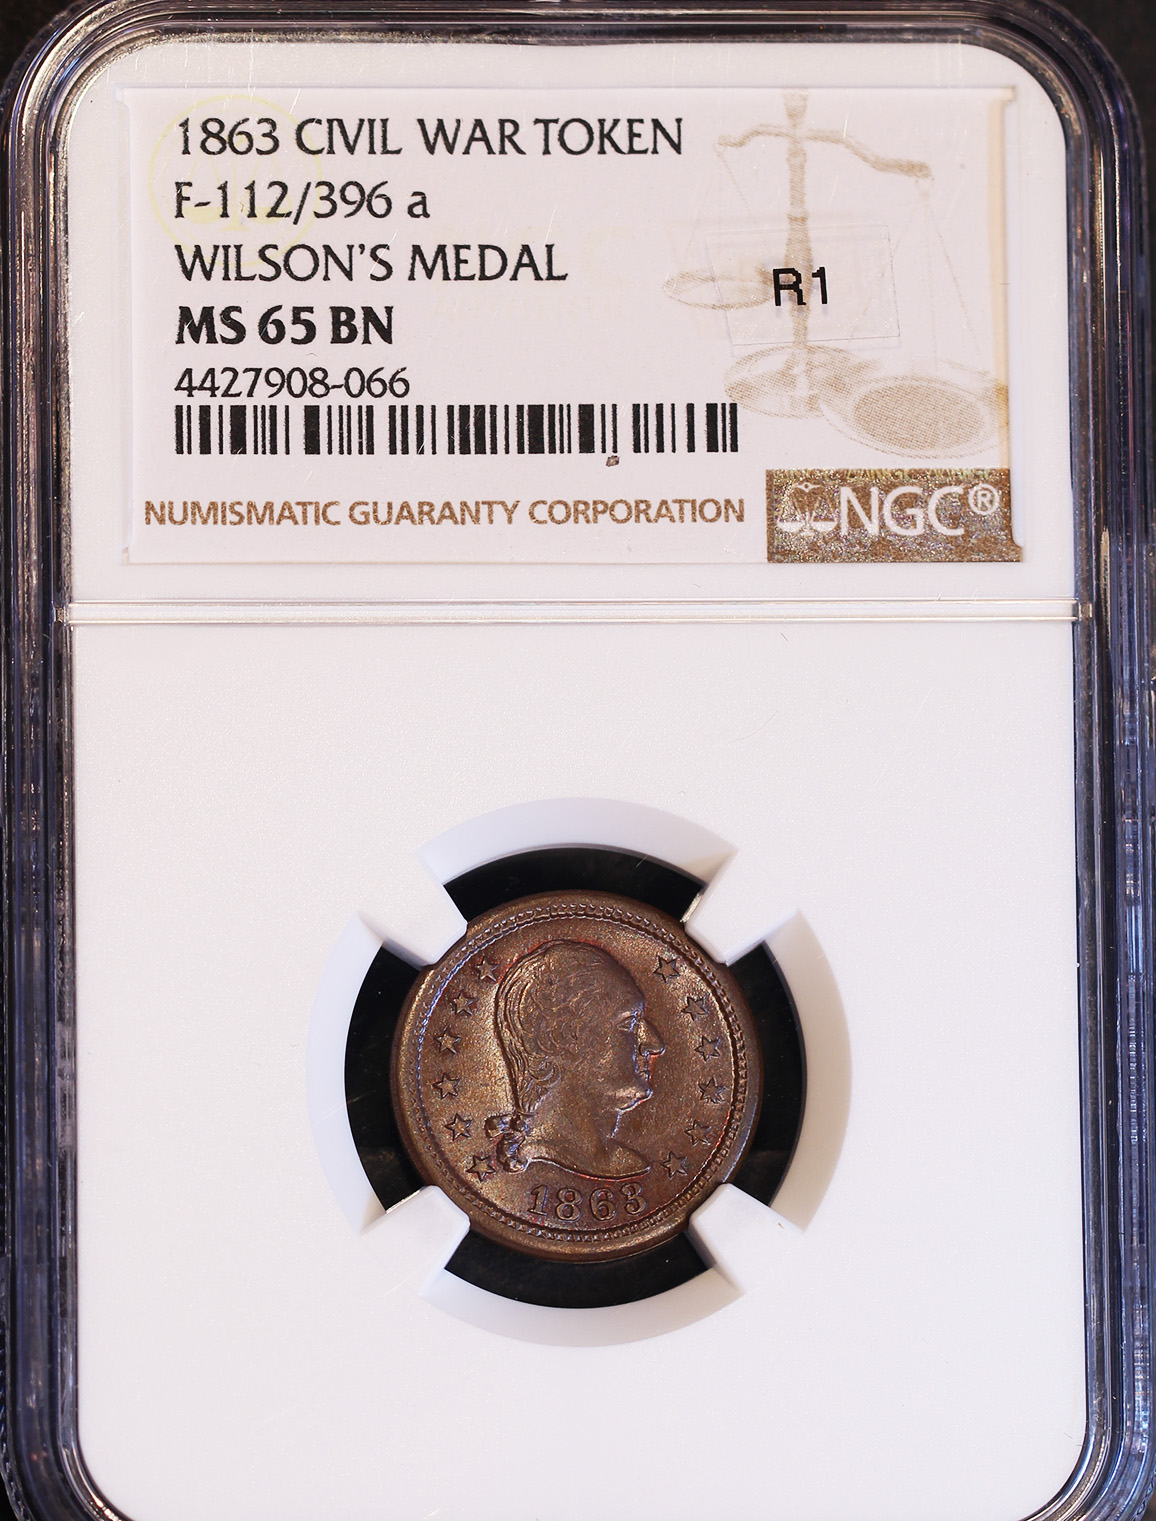 1863 CIVIL WAR TOKEN
F-112/396 a
WILSON'S MEDAL
MS 65 BN
4427908-066
R1
NUMISMATIC GUARANTY CORPORATION
NGC®
1863